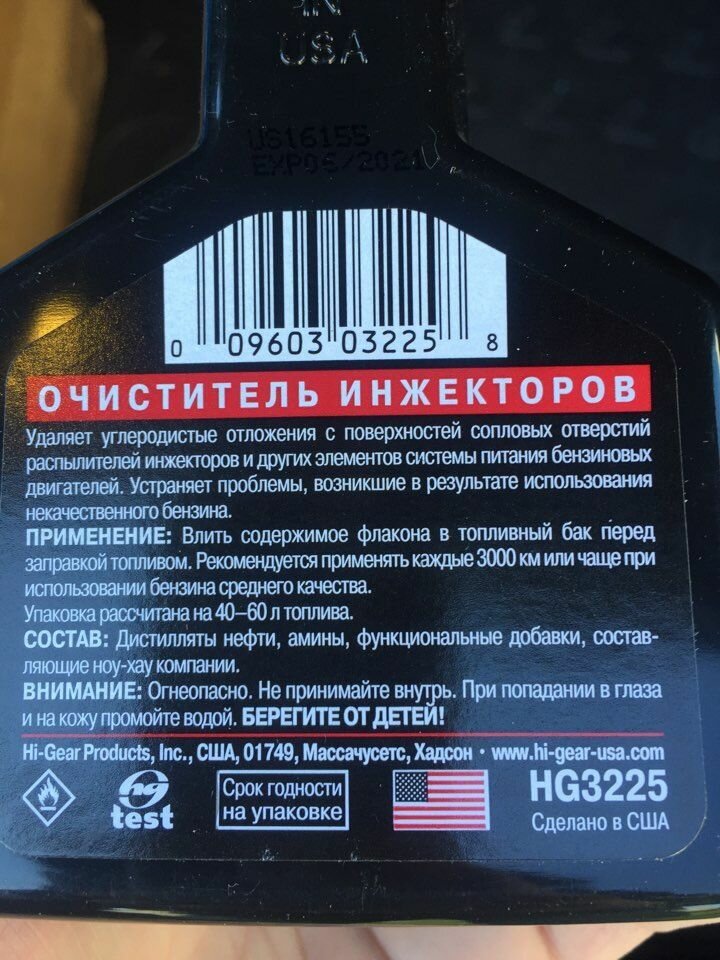 IN
USA
US16155
EXP06/2021
0 09603 03225 8
ОЧИСТИТЕЛЬ ИНЖЕКТОРОВ
Удаляет углеродистые отложения с поверхностей сопловых отверстий
распылителей инжекторов и других элементов системы питания бензиновых
двигателей. Устраняет проблемы, возникшие в результате использования
некачественного бензина.
ПРИМЕНЕНИЕ: Влить содержимое флакона в топливный бак перед
заправкой топливом. Рекомендуется применять каждые 3000 км или чаще при
использовании бензина среднего качества.
Упаковка рассчитана на 40–60 л топлива.
СОСТАВ: Дистилляты нефти, амины, функциональные добавки, состав-
ляющие ноу-хау компании.
ВНИМАНИЕ: Огнеопасно. Не принимайте внутрь. При попадании в глаза
и на кожу промойте водой. БЕРЕГИТЕ ОТ ДЕТЕЙ!
Hi-Gear Products, Inc., США, 01749, Массачусетс, Хадсон · www.hi-gear-usa.com
hg test
Срок годности
на упаковке
HG3225
Сделано в США